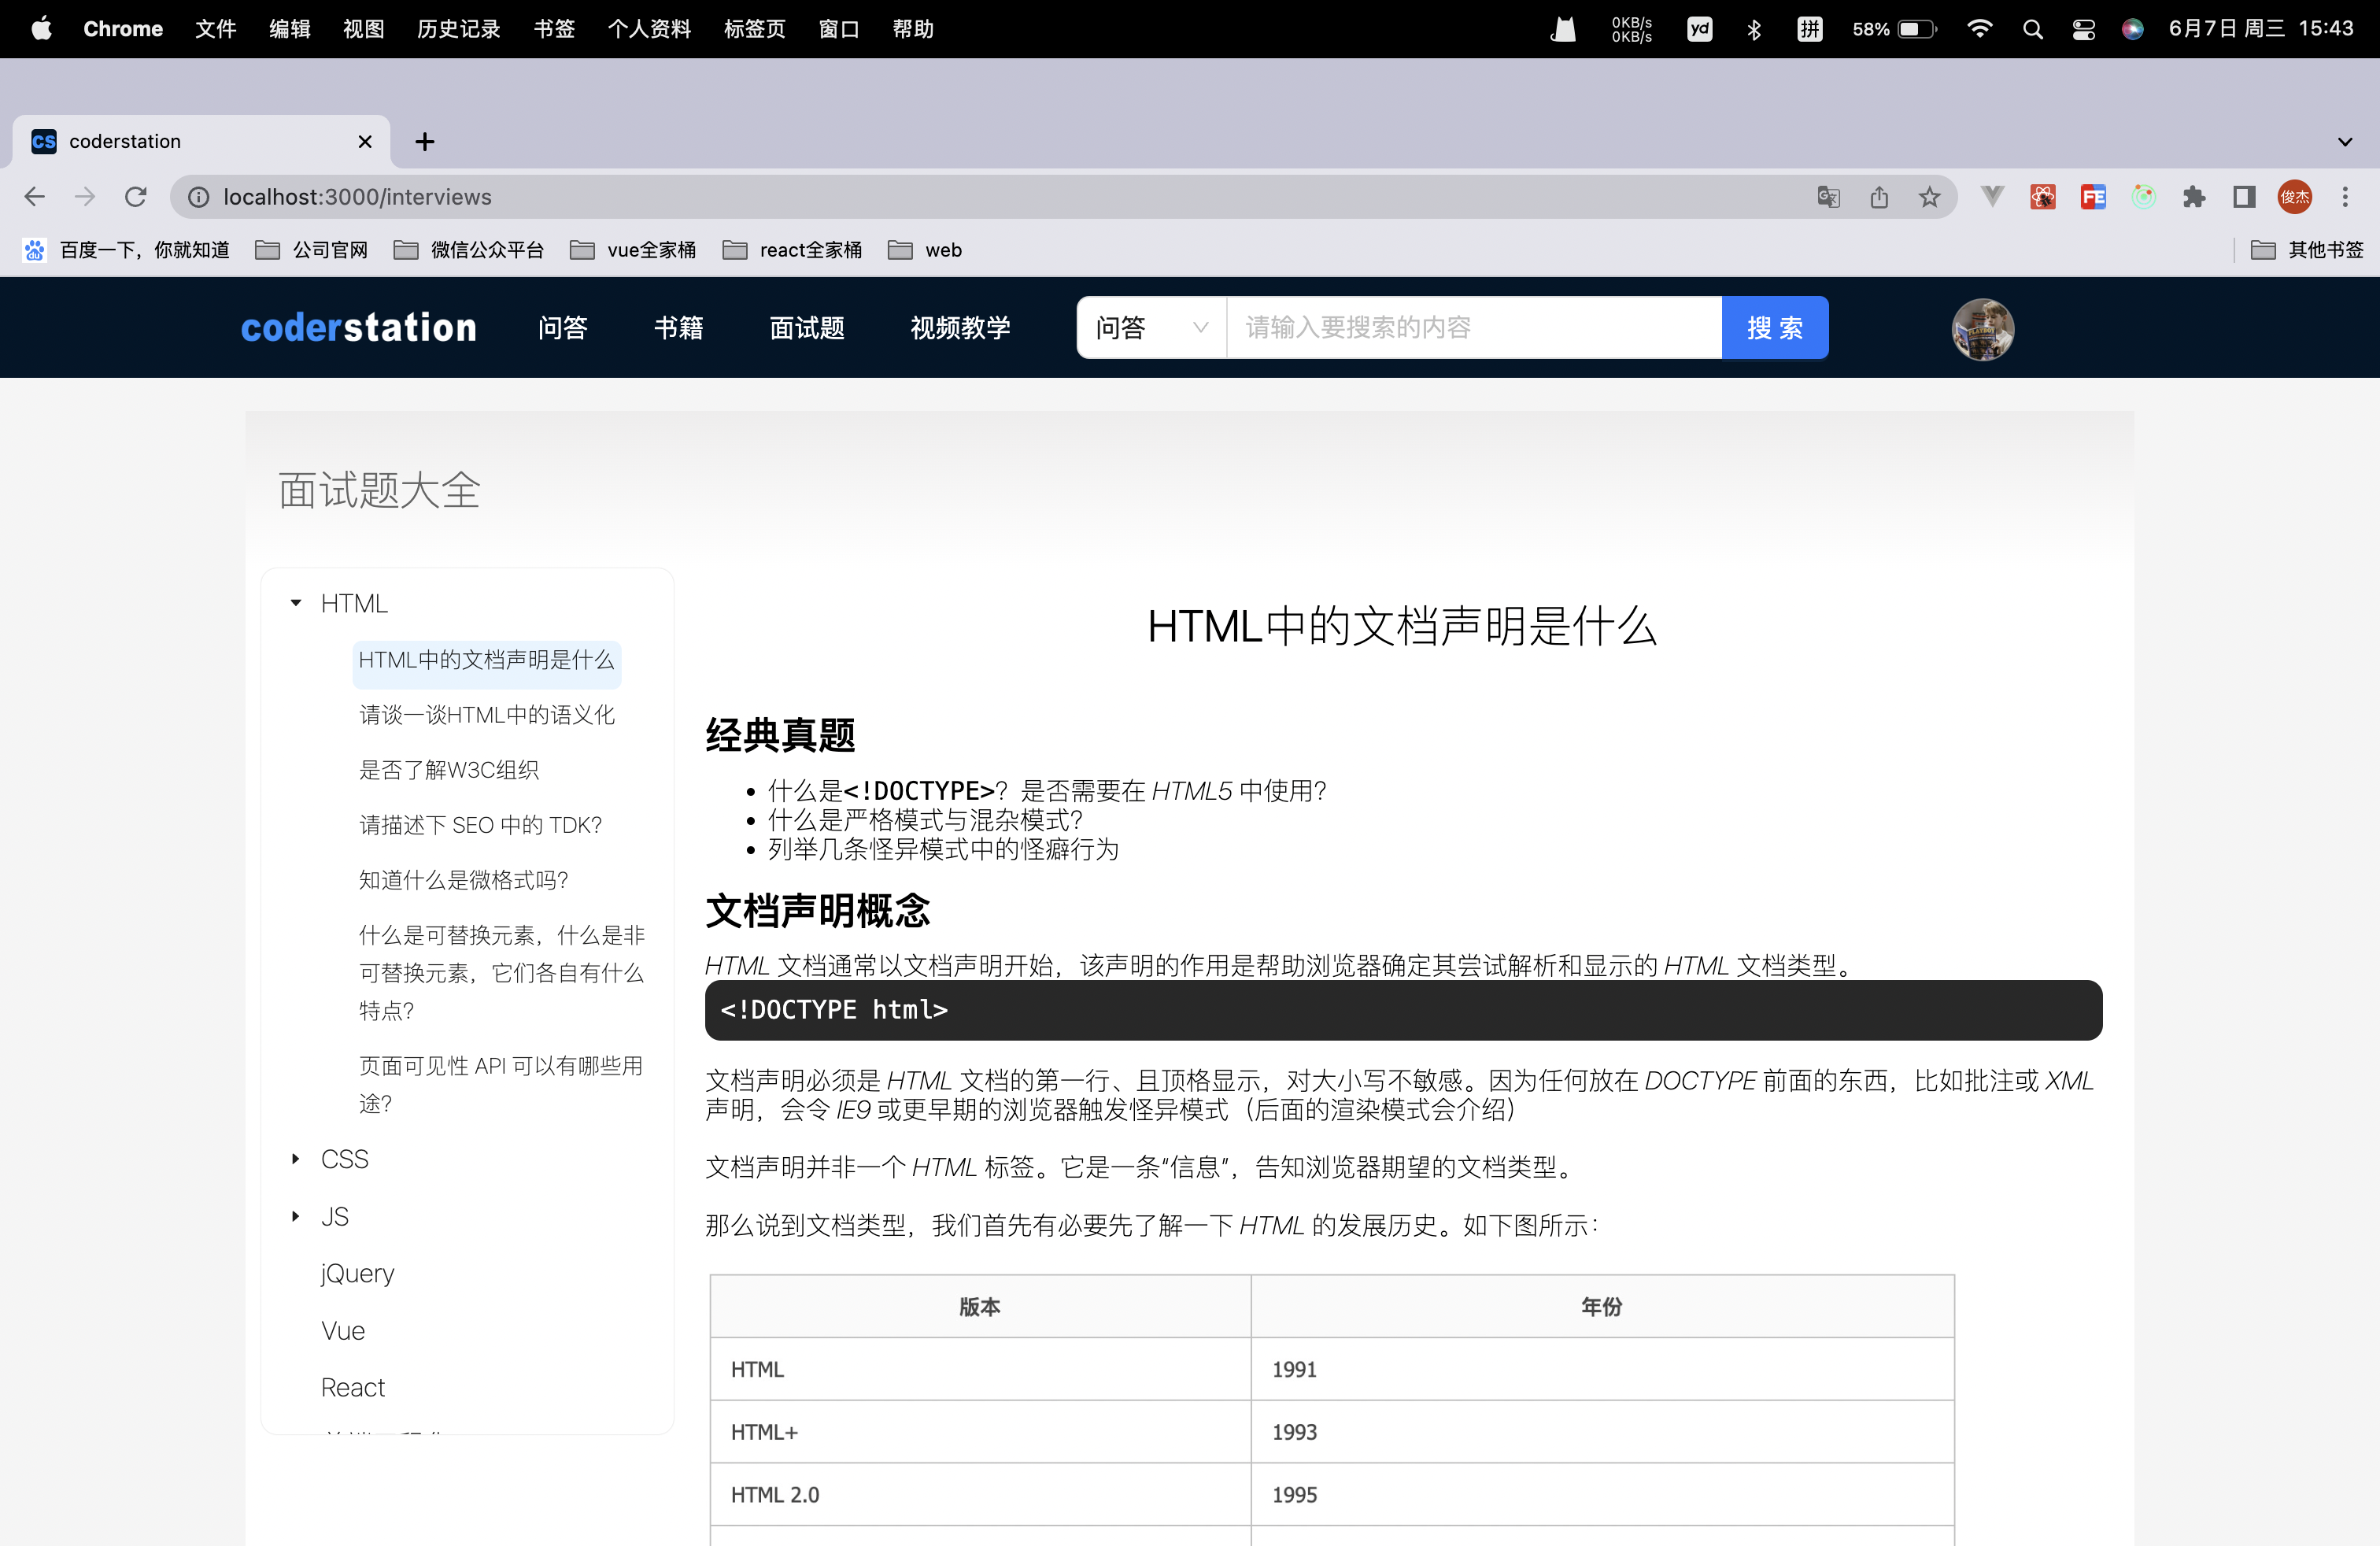 Chrome 文件 编辑 视图 历史记录 书签 个人资料 标签页 窗口 帮助 0KB/s 0KB/s yd 拼 58% 6月7日 周三 15:43
CS coderstation
localhost:3000/interviews FE 俊杰
du 百度一下，你就知道 公司官网 微信公众平台 vue全家桶 react全家桶 web 其他书签
coderstation 问答 书籍 面试题 视频教学 问答 请输入要搜索的内容 搜 索
面试题大全
HTML
HTML中的文档声明是什么
请谈一谈HTML中的语义化
是否了解W3C组织
请描述下 SEO 中的 TDK?
知道什么是微格式吗?
什么是可替换元素，什么是非
可替换元素，它们各自有什么
特点?
页面可见性 API 可以有哪些用
途?
CSS
JS
jQuery
Vue
React
HTML中的文档声明是什么
经典真题
什么是<!DOCTYPE>？是否需要在 HTML5 中使用?
什么是严格模式与混杂模式?
列举几条怪异模式中的怪癖行为
文档声明概念
HTML 文档通常以文档声明开始，该声明的作用是帮助浏览器确定其尝试解析和显示的 HTML 文档类型。
<!DOCTYPE html>
文档声明必须是 HTML 文档的第一行、且顶格显示，对大小写不敏感。因为任何放在 DOCTYPE 前面的东西，比如批注或 XML
声明，会令 IE9 或更早期的浏览器触发怪异模式（后面的渲染模式会介绍）
文档声明并非一个 HTML 标签。它是一条“信息”，告知浏览器期望的文档类型。
那么说到文档类型，我们首先有必要先了解一下 HTML 的发展历史。如下图所示：
版本 年份
HTML 1991
HTML+ 1993
HTML 2.0 1995